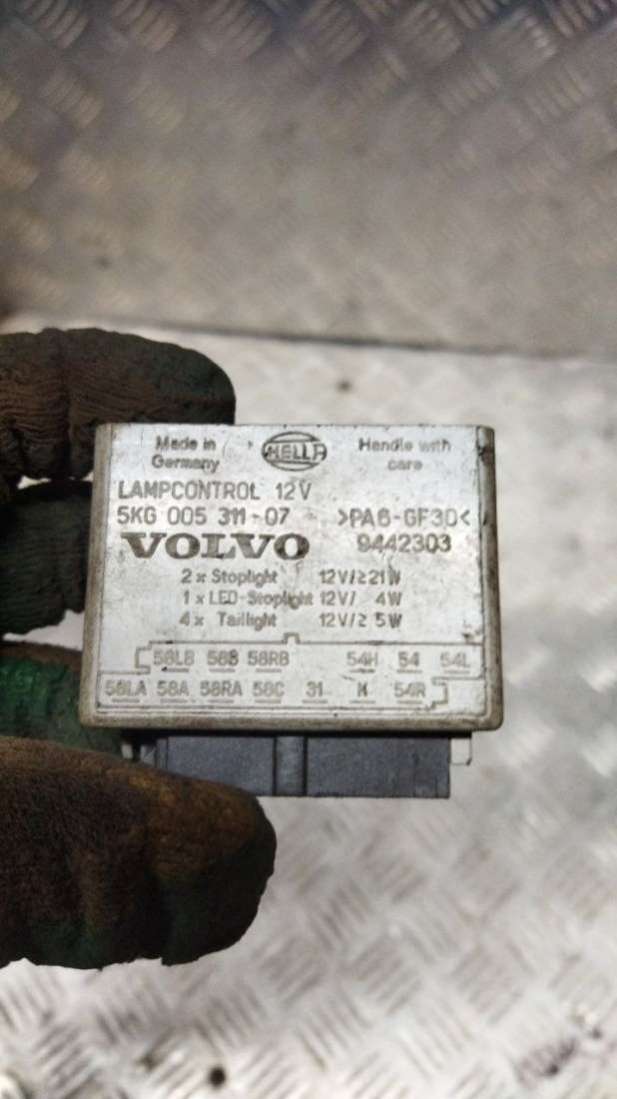 Made in Germany
HELLA
Handle with care
LAMPCONTROL 12V
5KG 005 311-07 >PA6-GF30<
VOLVO 9442303
2 x Stoplight 12V/≥21W
1 x LED-Stoplight 12V/ 4W
4x Taillight 12V/≥ 5W
58LB 58B 58RB 54H 54 54L
58LA 58A 58RA 58C 31 K 54R